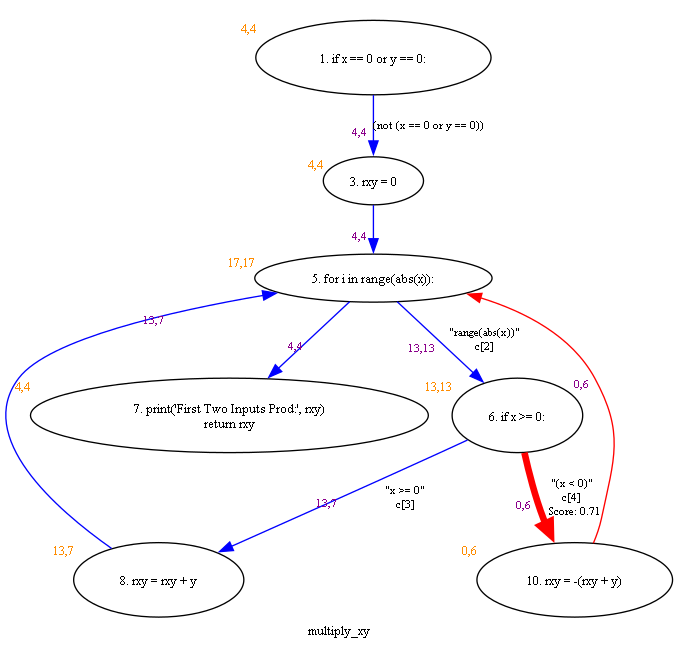 4,4
1. if x == 0 or y == 0:
(not (x == 0 or y == 0))
4,4
4,4
3. rxy = 0
4,4
17,17
5. for i in range(abs(x)):
13,7
"range(abs(x))"
c[2]
4,4
13,13
4,4
13,13
0,6
7. print('First Two Inputs Prod:', rxy)
return rxy
6. if x >= 0:
"x >= 0"
c[3]
13,7
"(x < 0)"
c[4]
Score: 0.71
0,6
13,7
0,6
8. rxy = rxy + y
10. rxy = -(rxy + y)
multiply_xy